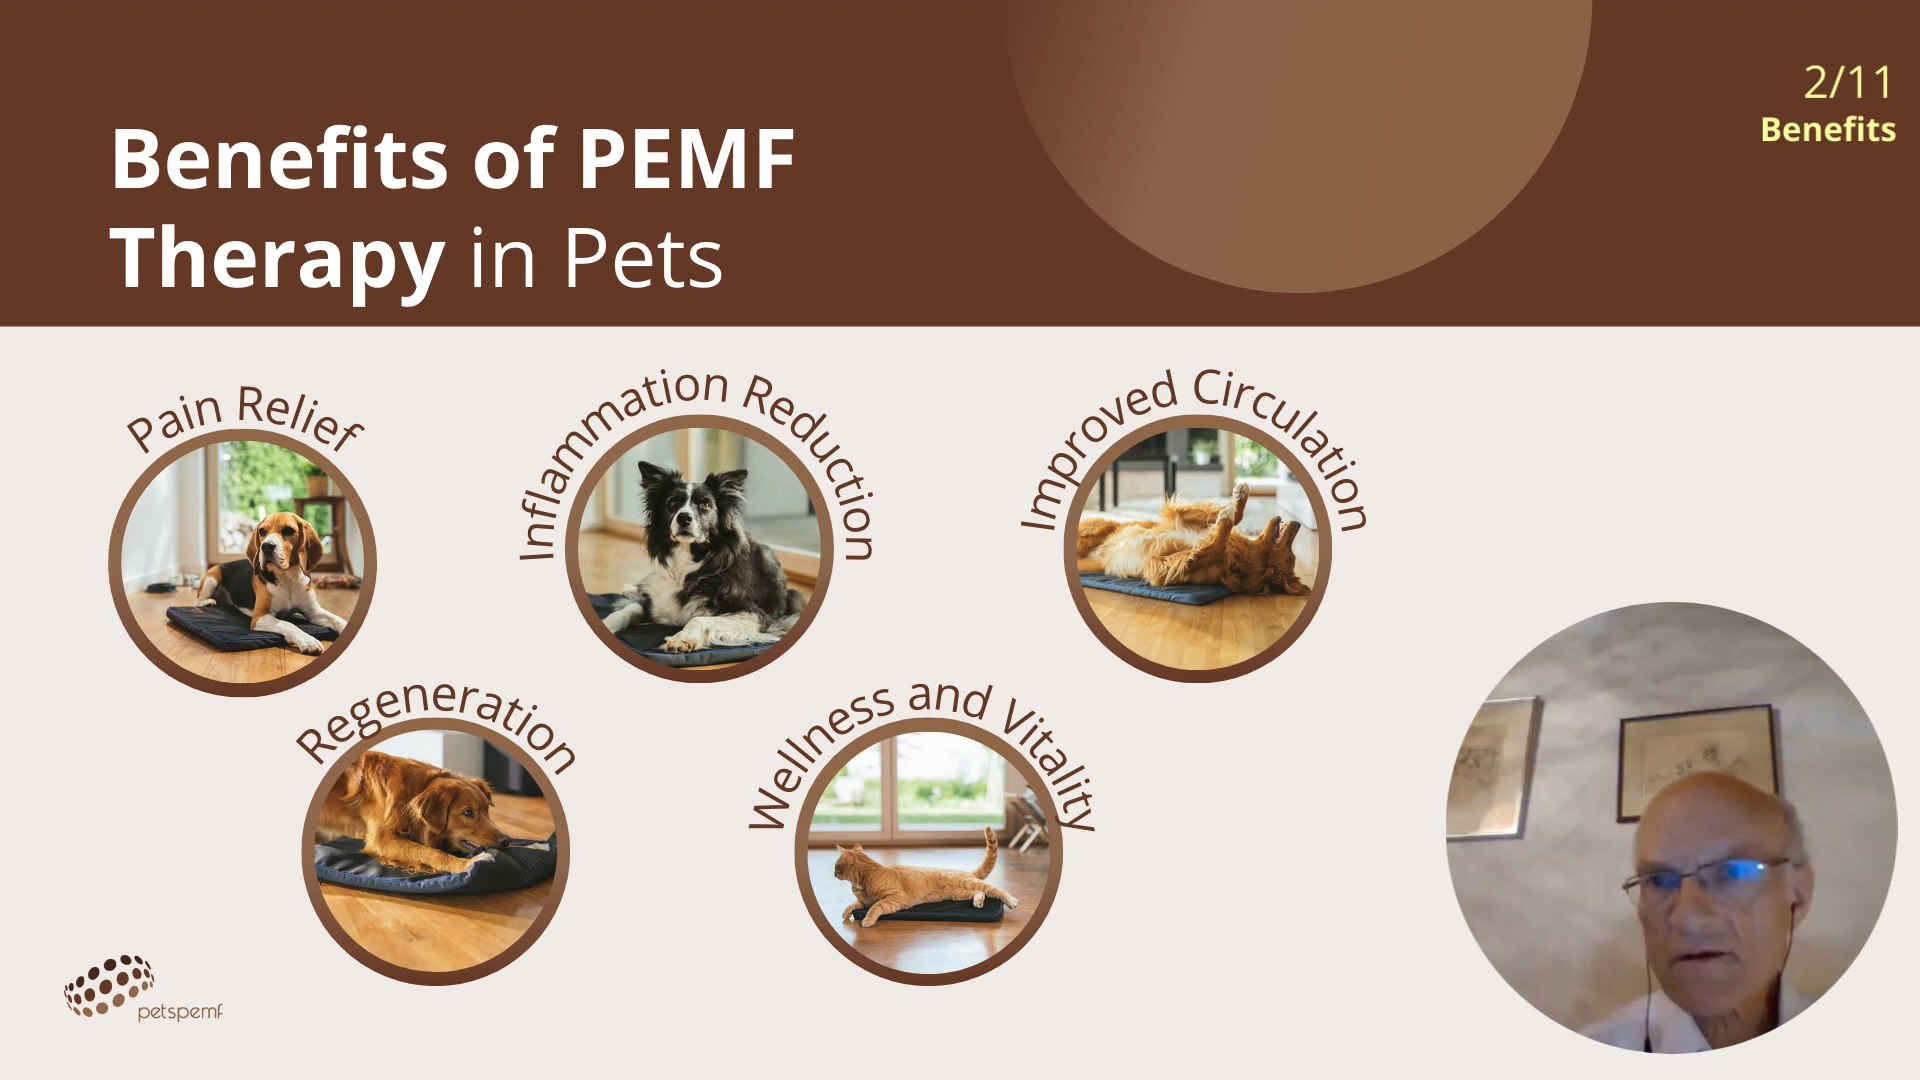 2/11
Benefits
Benefits of PEMF
Therapy in Pets
Pain Relief
Inflammation Reduction
Improved Circulation
Regeneration
Wellness and Vitality
petspemf